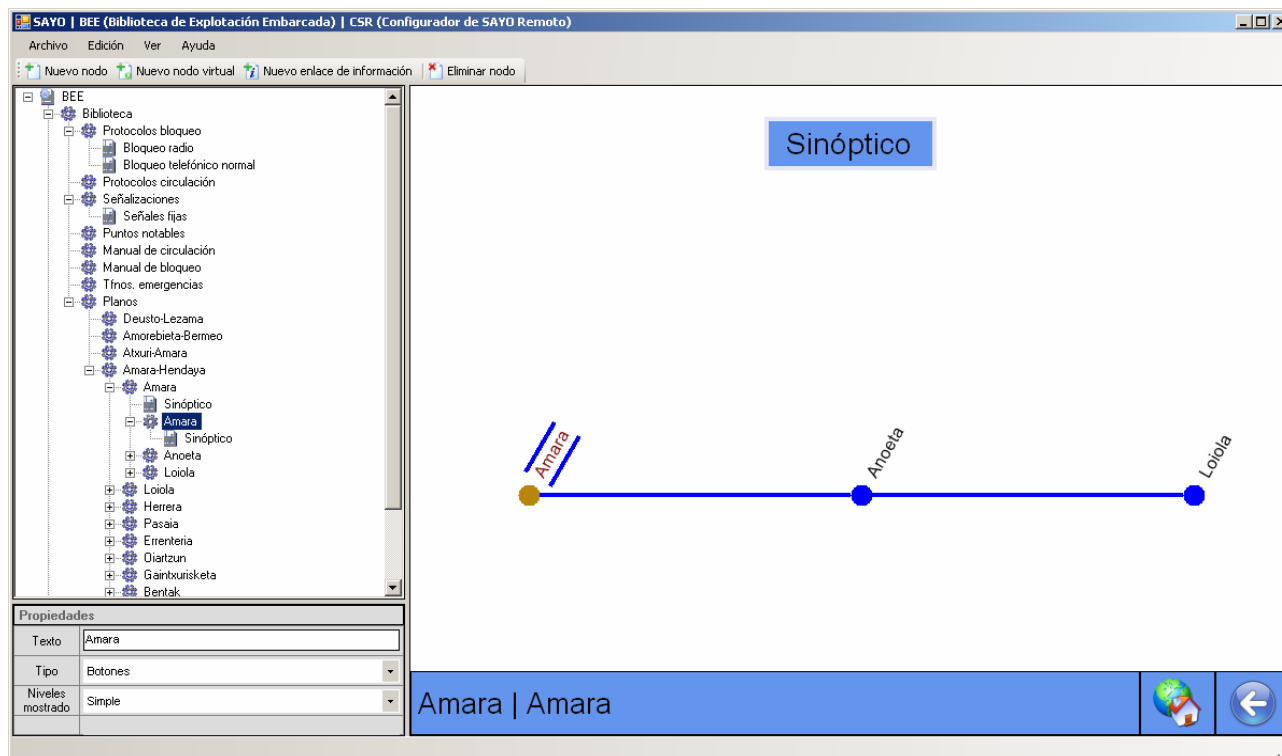 SAYO | BEE (Biblioteca de Explotación Embarcada) | CSR (Configurador de SAYO Remoto)
Archivo Edición Ver Ayuda
Nuevo nodo Nuevo nodo virtual Nuevo enlace de información Eliminar nodo
BEE
Biblioteca
Protocolos bloqueo
Bloqueo radio
Bloqueo telefónico normal
Protocolos circulación
Señalizaciones
Señales fijas
Puntos notables
Manual de circulación
Manual de bloqueo
Tfnos. emergencias
Planos
Deusto-Lezama
Amorebieta-Bermeo
Atxuri-Amara
Amara-Hendaya
Amara
Sinóptico
Amara
Sinóptico
Anoeta
Loiola
Loiola
Herrera
Pasaia
Errenteria
Oiartzun
Gaintxurisketa
Bentak
Propiedades
Texto Amara
Tipo Botones
Niveles mostrado Simple
Sinóptico
Amara
Anoeta
Loiola
Amara | Amara